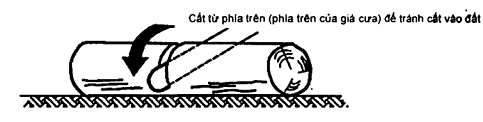 Cắt từ phía trên (phía trên của giá cưa) để tránh cắt vào đất